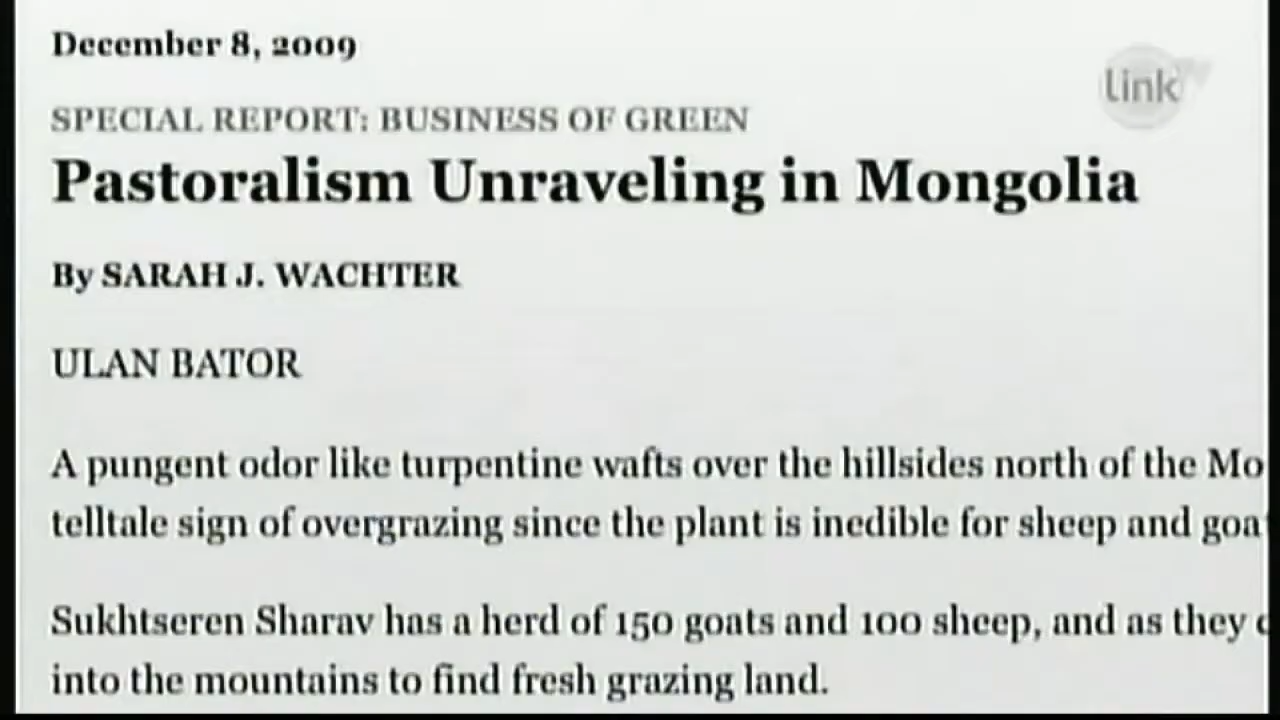 December 8, 2009
link TV
SPECIAL REPORT: BUSINESS OF GREEN
Pastoralism Unraveling in Mongolia
By SARAH J. WACHTER
ULAN BATOR
A pungent odor like turpentine wafts over the hillsides north of the Mo
telltale sign of overgrazing since the plant is inedible for sheep and goa
Sukhtseren Sharav has a herd of 150 goats and 100 sheep, and as they
into the mountains to find fresh grazing land.